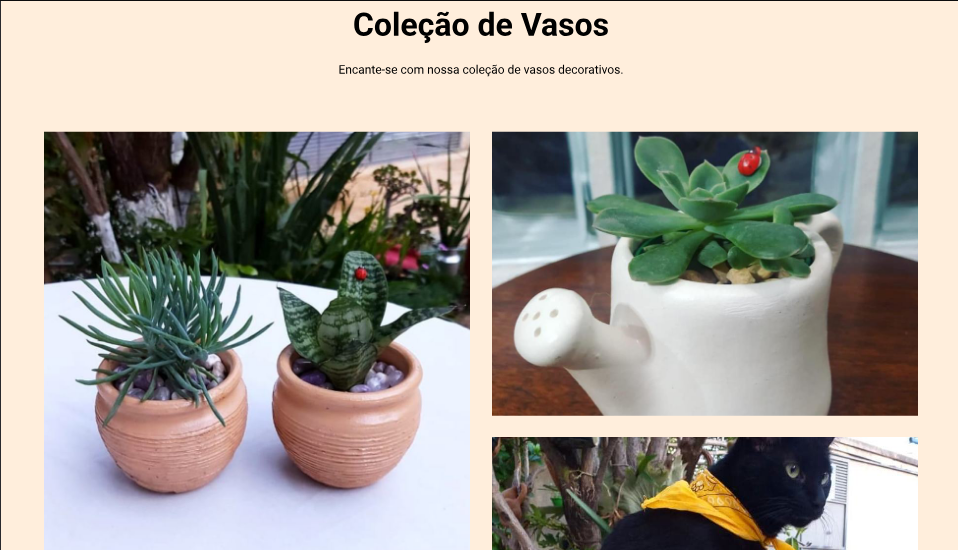 Coleção de Vasos
Encante-se com nossa coleção de vasos decorativos.